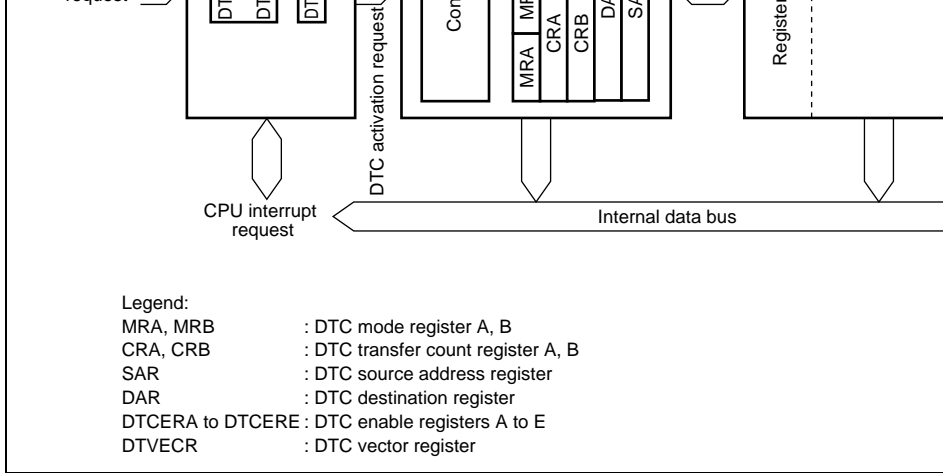 DTC activation request
MRA
CRA
CRB
CPU interrupt
request
Internal data bus
Legend:
MRA, MRB : DTC mode register A, B
CRA, CRB : DTC transfer count register A, B
SAR : DTC source address register
DAR : DTC destination register
DTCERA to DTCERE : DTC enable registers A to E
DTVECR : DTC vector register